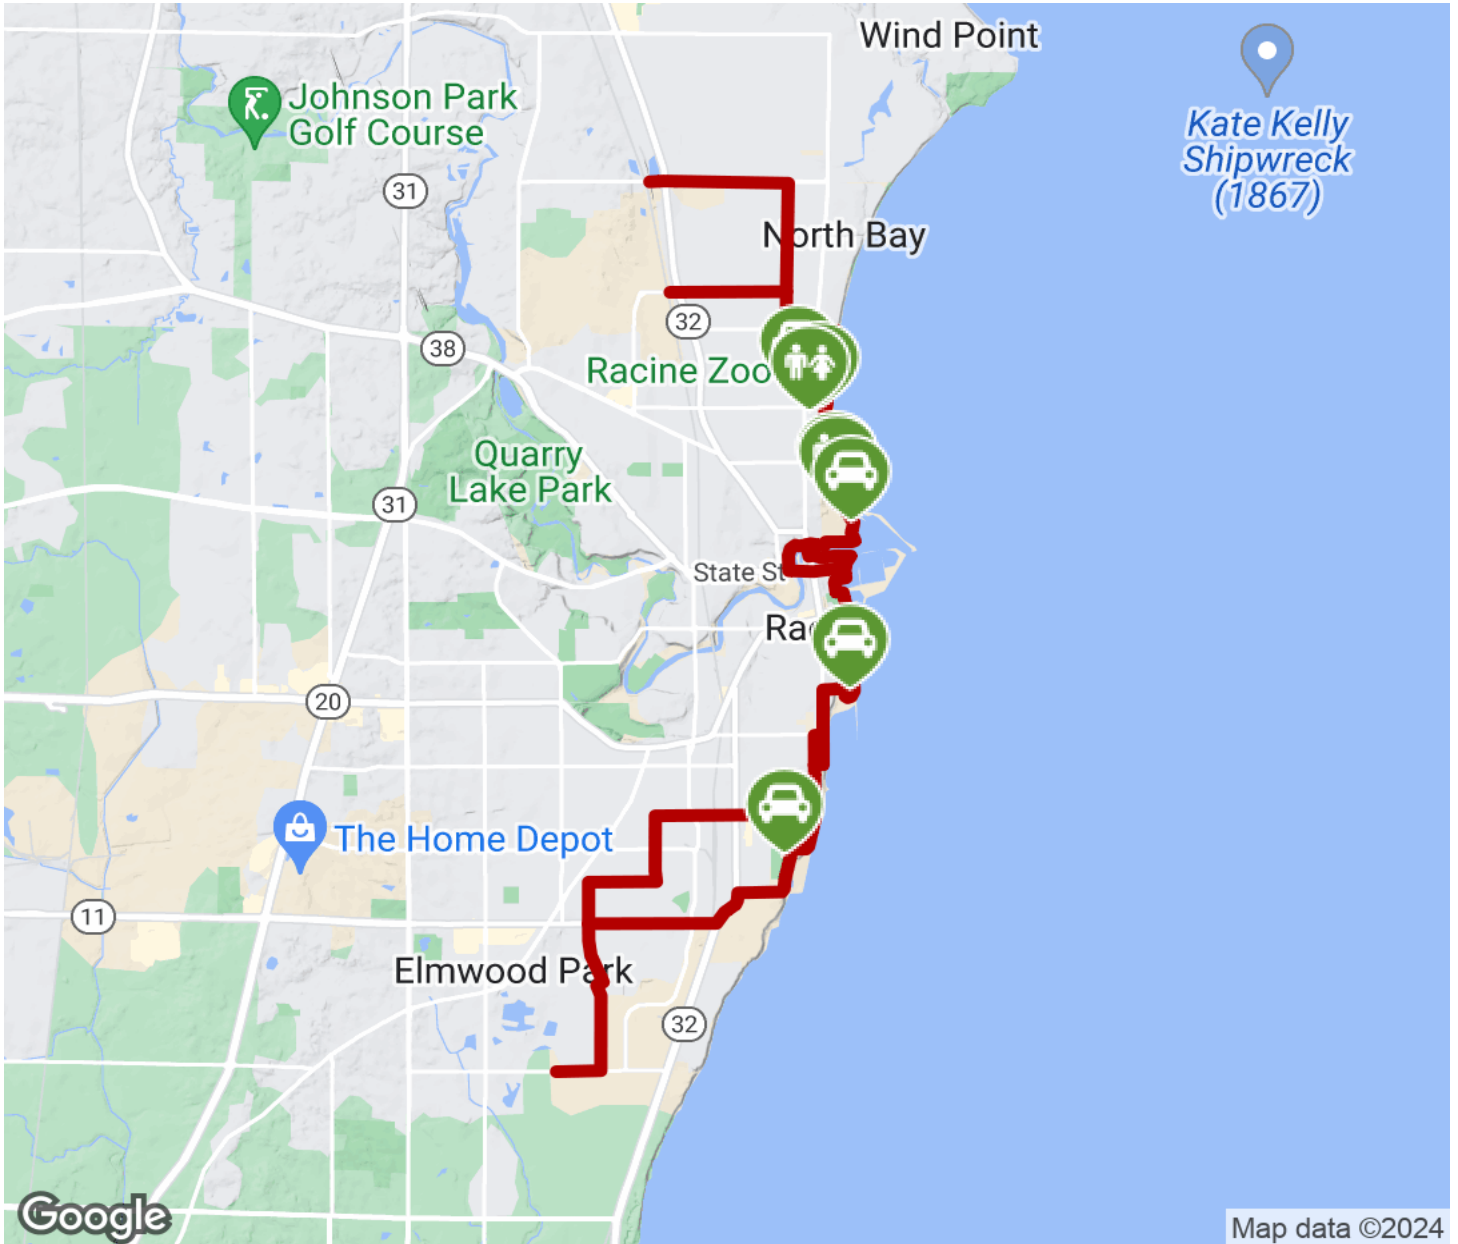 Wind Point
Johnson Park
Golf Course
Kate Kelly
Shipwreck
(1867)
31
North Bay
32
38
Racine Zoo
Quarry
Lake Park
31
State St
Ra
20
The Home Depot
11
Elmwood Park
32
Google
Map data ©2024